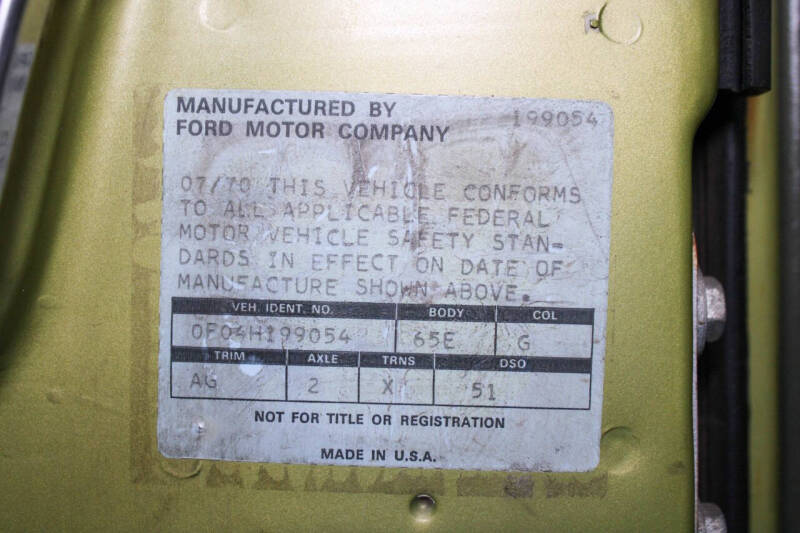 MANUFACTURED BY 199054
FORD MOTOR COMPANY
07/70 THIS VEHICLE CONFORMS
TO ALL APPLICABLE FEDERAL
MOTOR VEHICLE SAFETY STAN-
DARDS IN EFFECT ON DATE OF
MANUFACTURE SHOWN ABOVE.
VEH. IDENT. NO. BODY COL
0F04H199054 65E G
TRIM AXLE TRNS DSO
AG 2 X 51
NOT FOR TITLE OR REGISTRATION
MADE IN U.S.A.